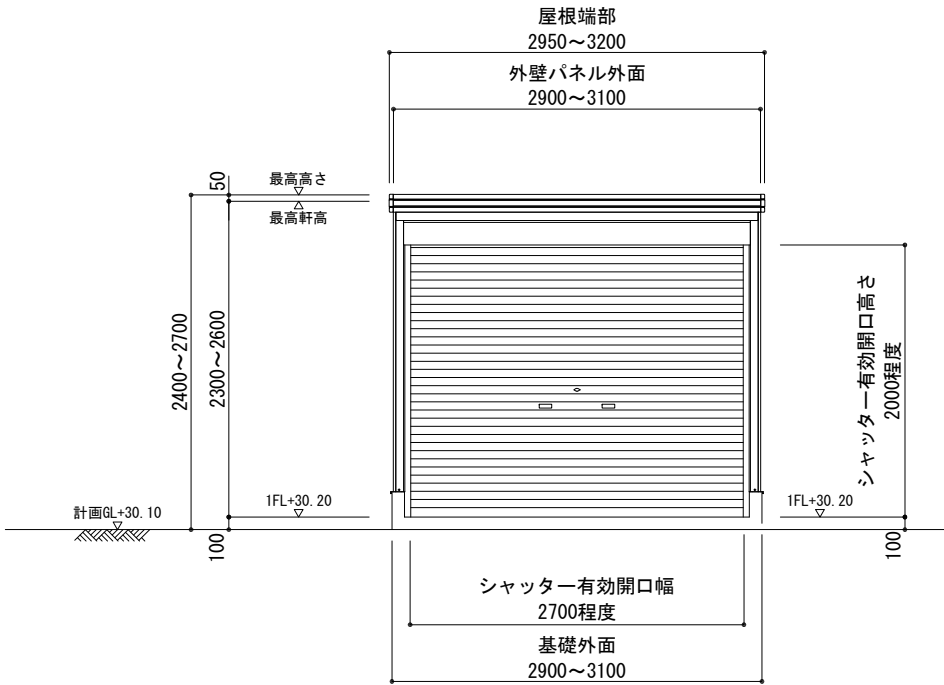 屋根端部
2950～3200
外壁パネル外面
2900～3100
50
最高高さ
最高軒高
2400～2700
2300～2600
シャッター有効開口高さ
2000程度
計画GL+30.10
1FL+30.20
1FL+30.20
100
100
シャッター有効開口幅
2700程度
基礎外面
2900～3100